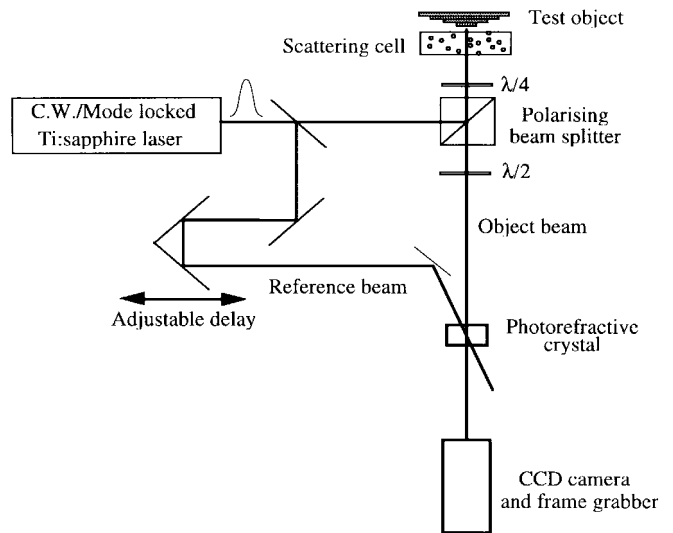 Test object
Scattering cell
λ/4
C.W./Mode locked
Ti:sapphire laser
Polarising
beam splitter
λ/2
Object beam
Reference beam
Adjustable delay
Photorefractive
crystal
CCD camera
and frame grabber